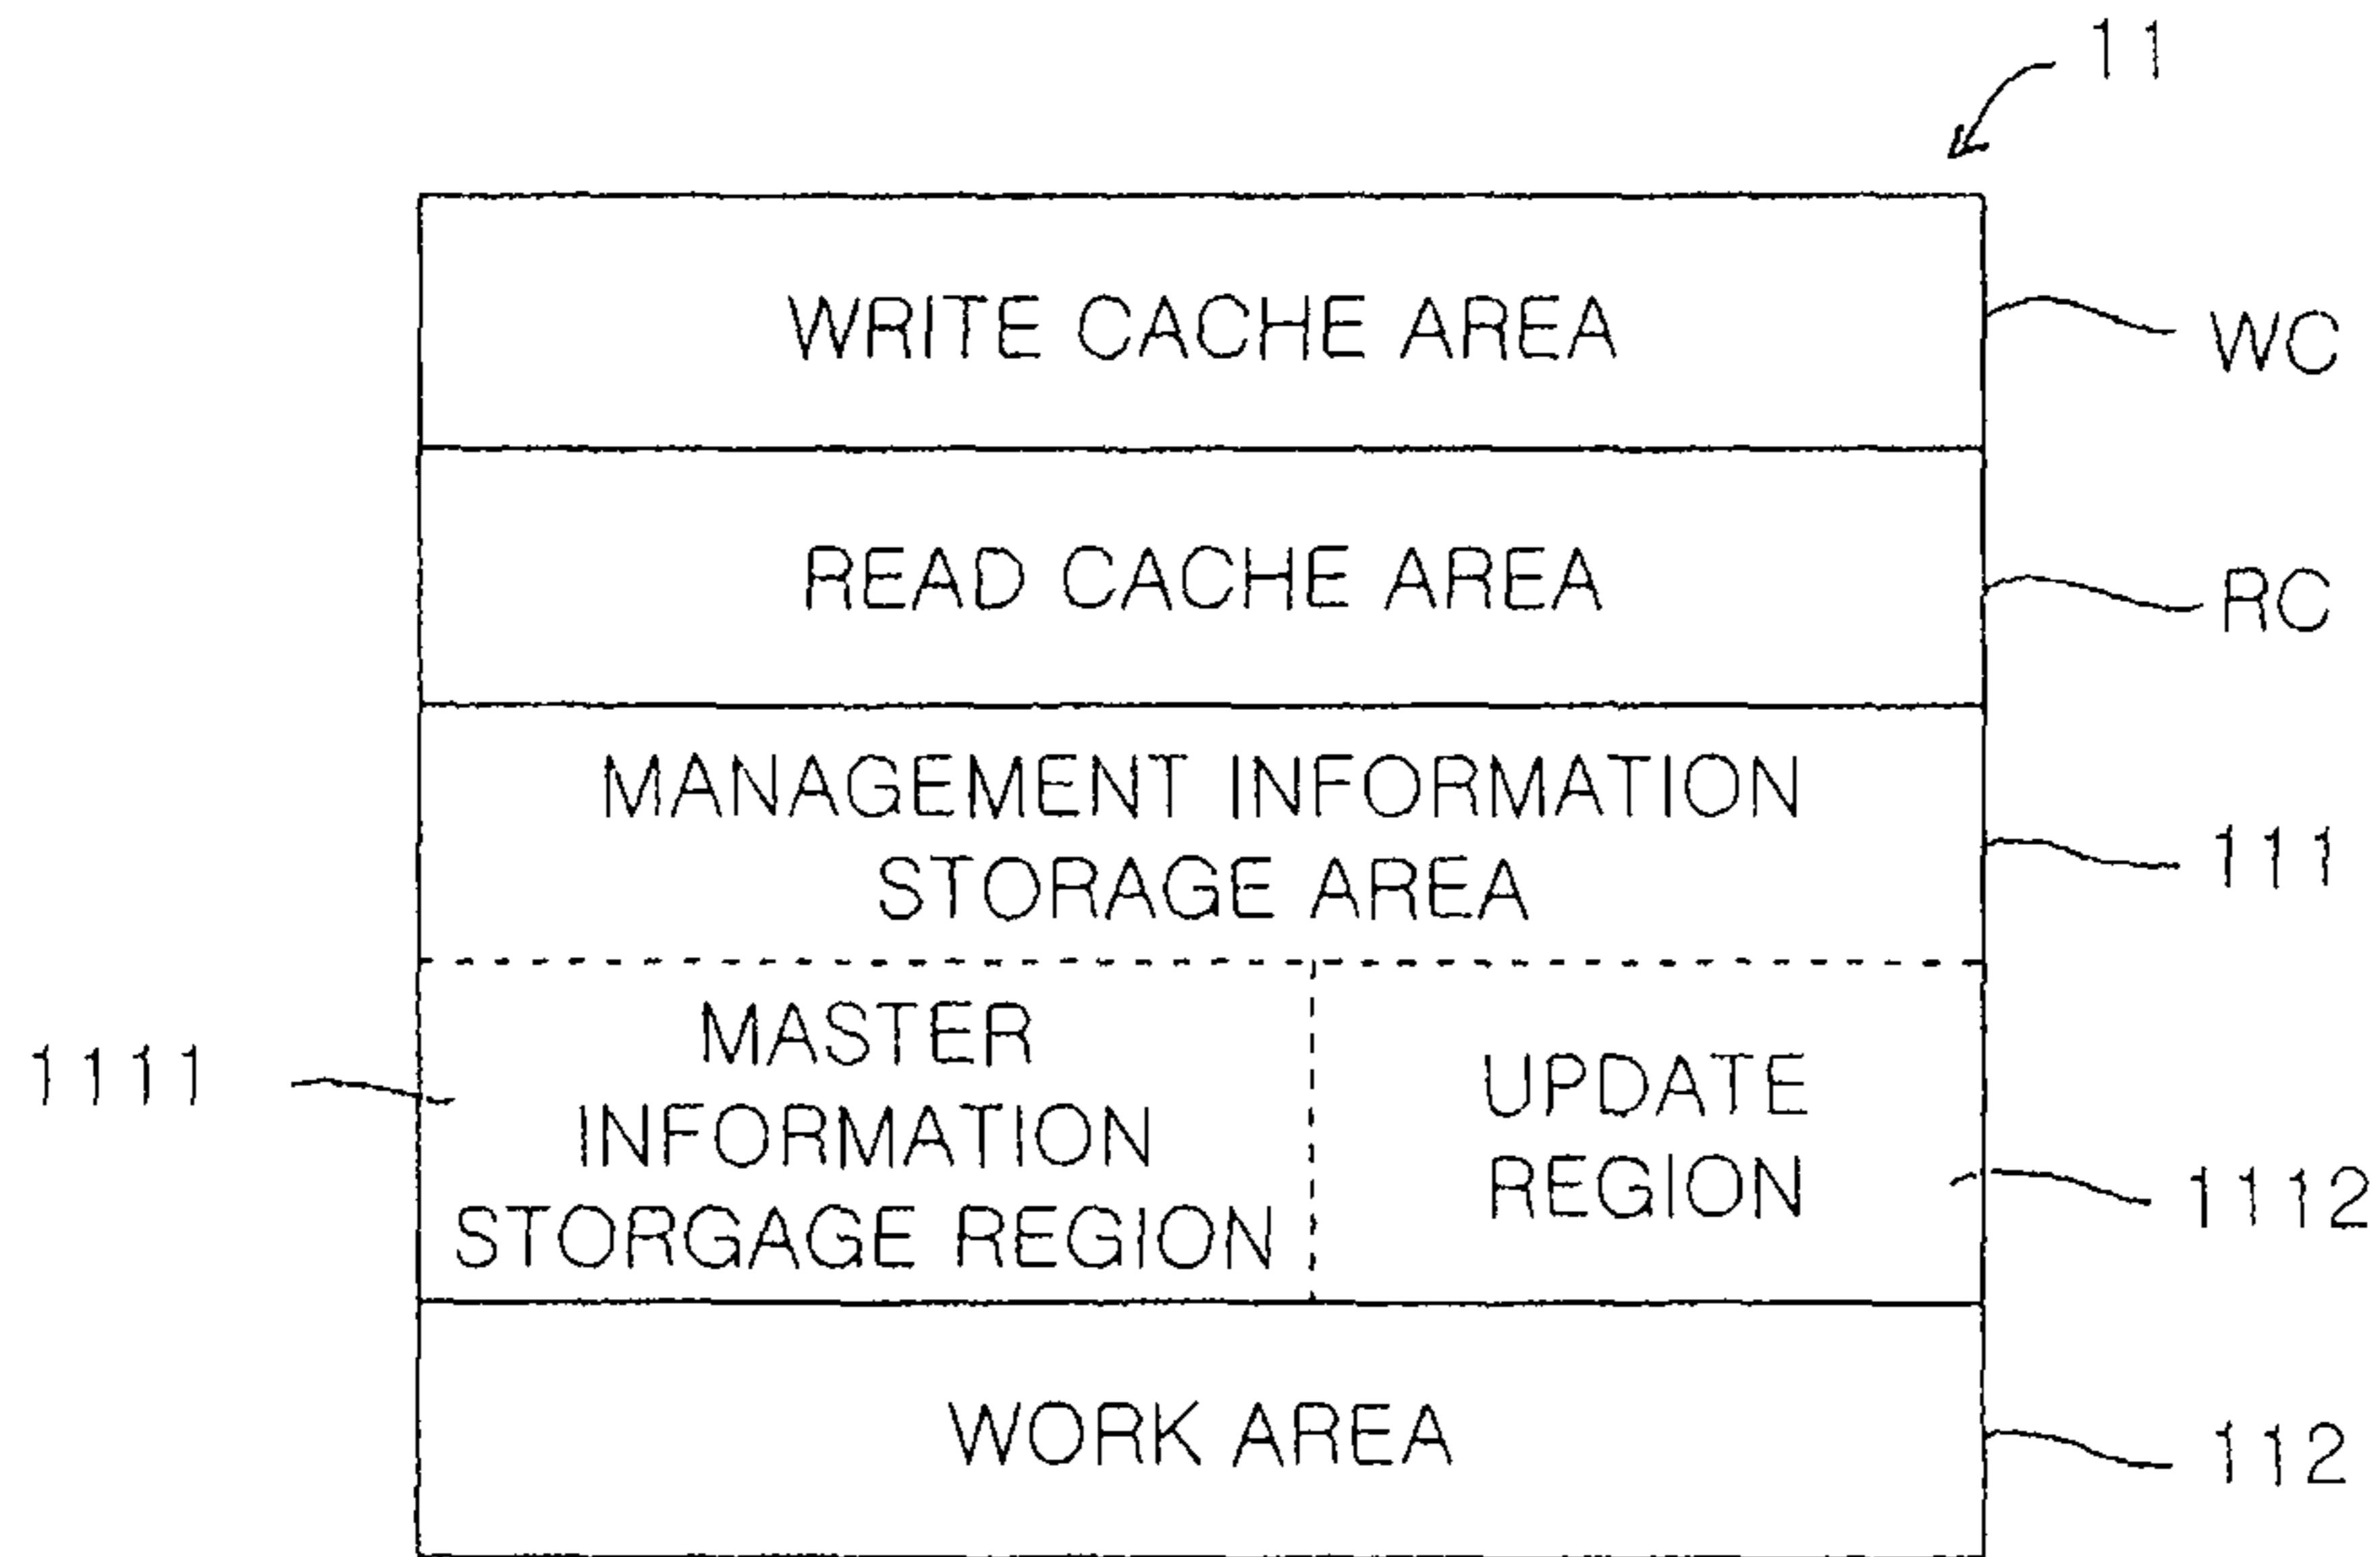 11
WRITE CACHE AREA
WC
READ CACHE AREA
RC
MANAGEMENT INFORMATION
STORAGE AREA
111
MASTER
INFORMATION
STORGAGE REGION
1111
UPDATE
REGION
1112
WORK AREA
112